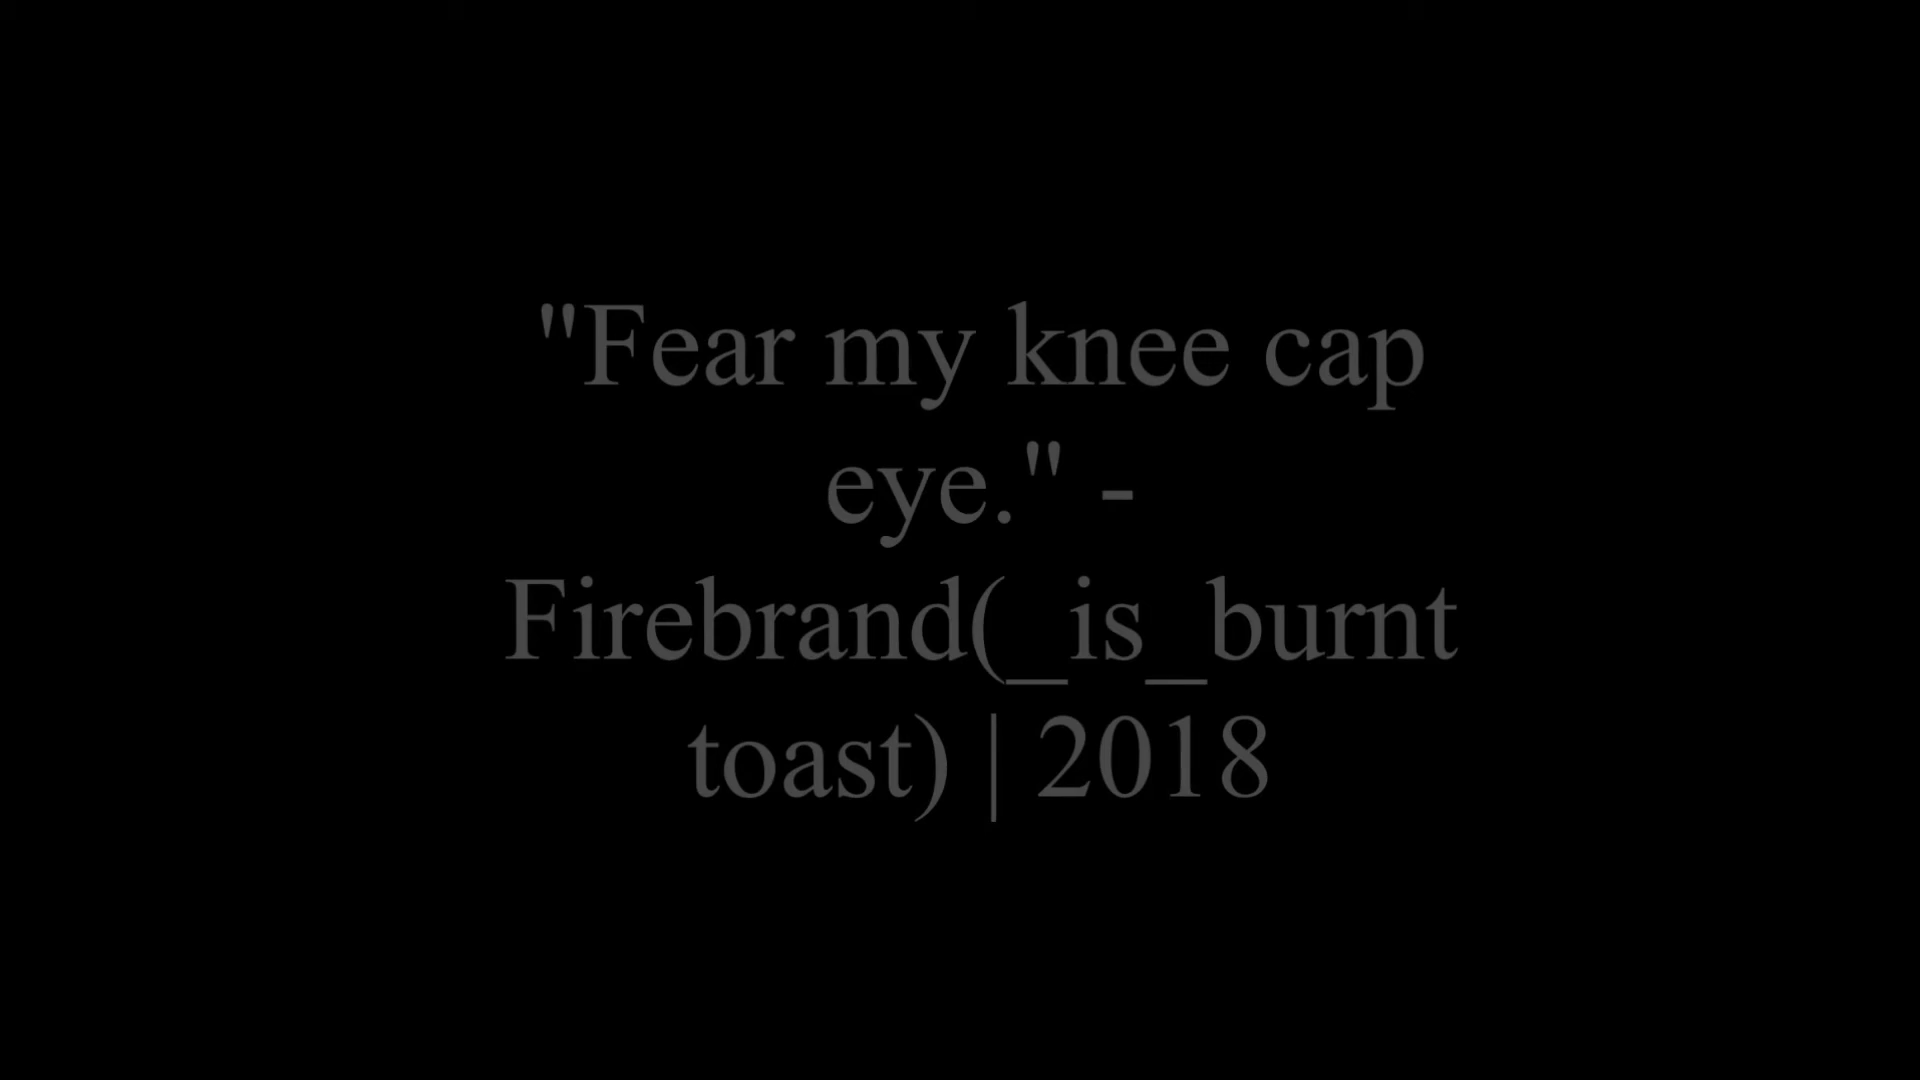 "Fear my knee cap
eye." -
Firebrand(_is_burnt
toast) | 2018